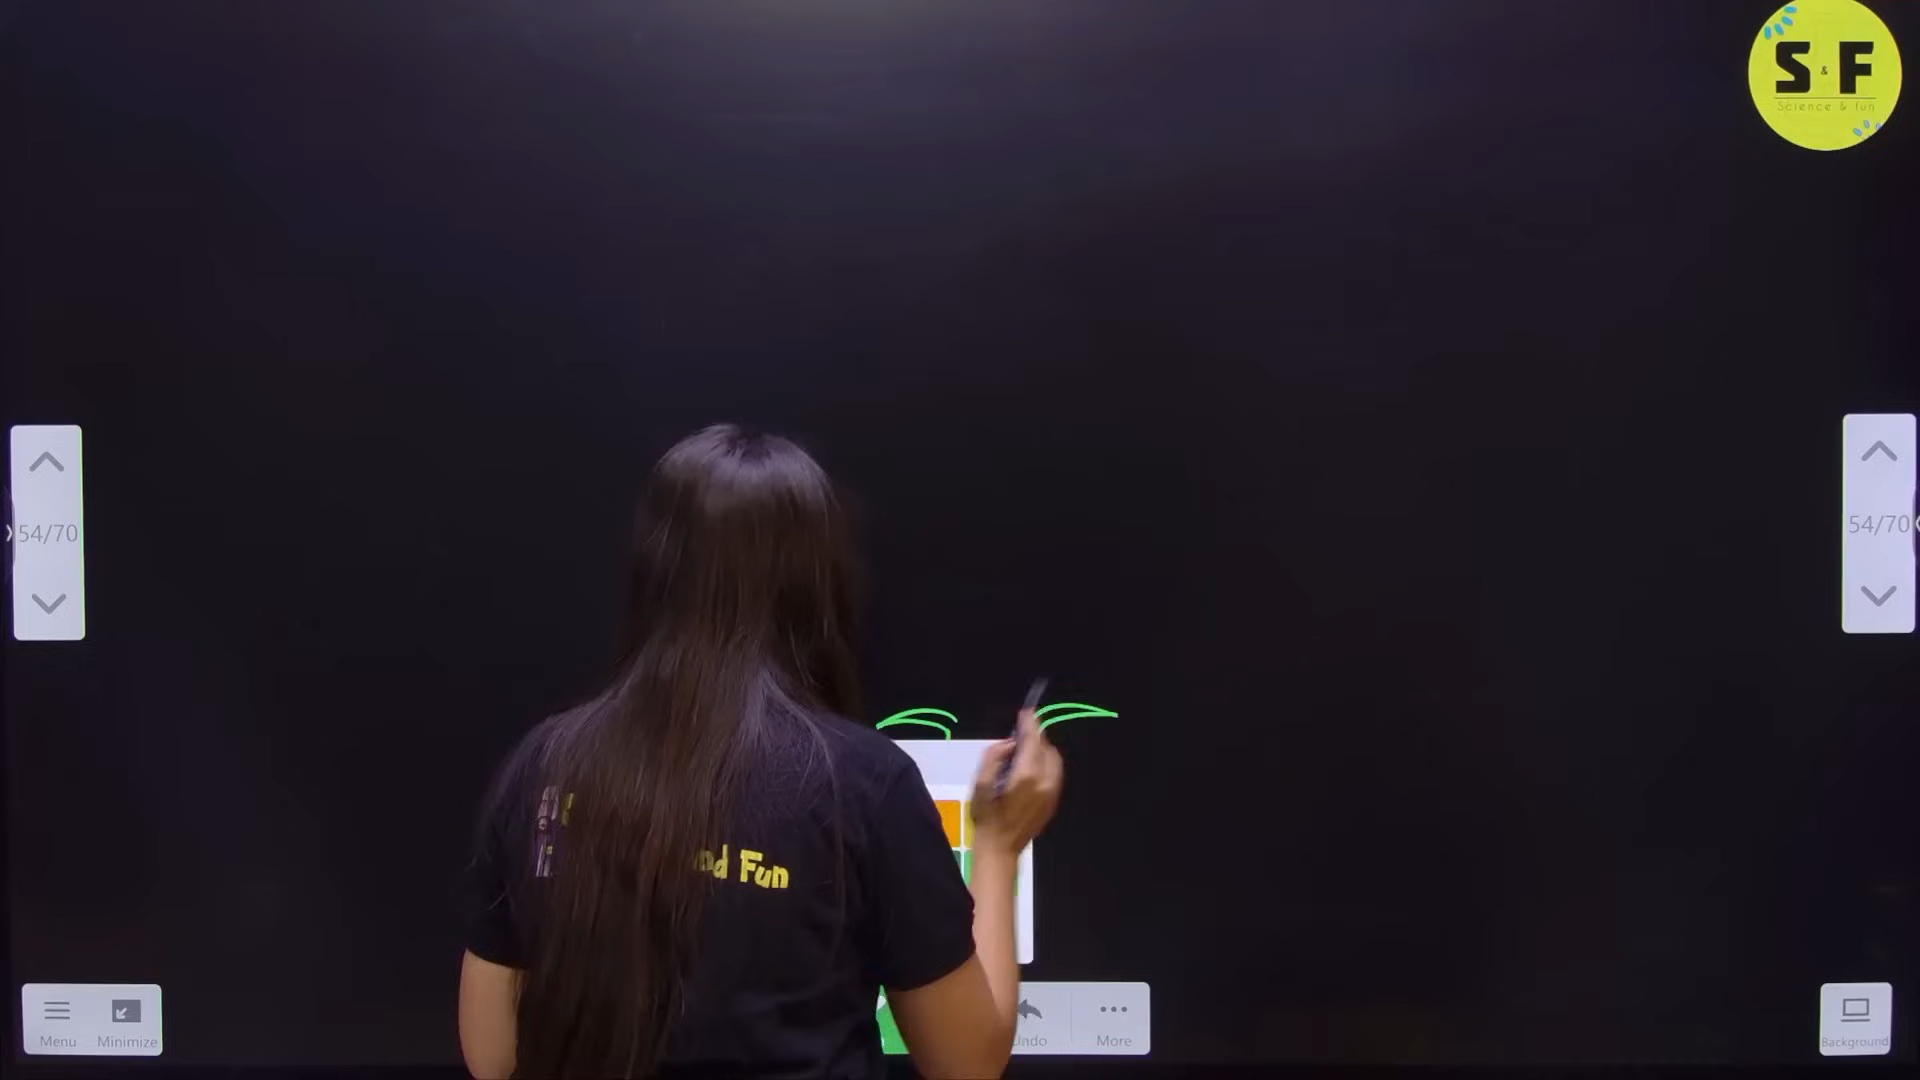 S & F
Science & fun
54/70
54/70
nd Fun
Menu
Minimize
Undo
More
Background